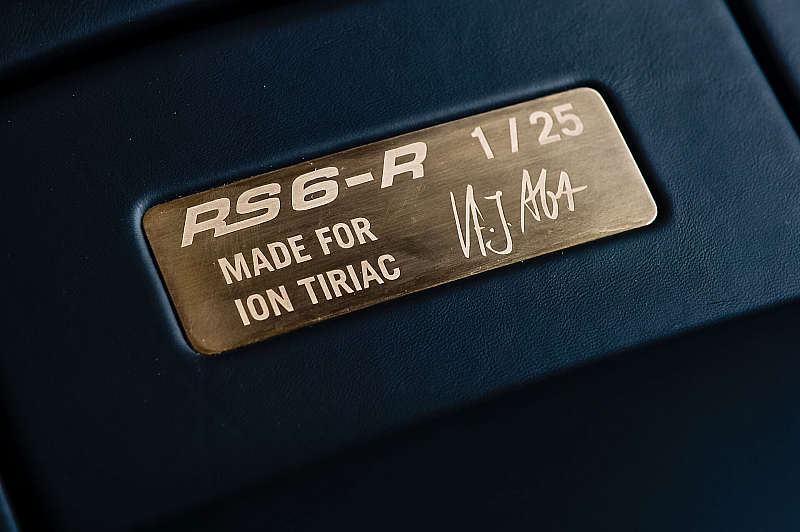 RS6-R 1/25
MADE FOR
ION TIRIAC